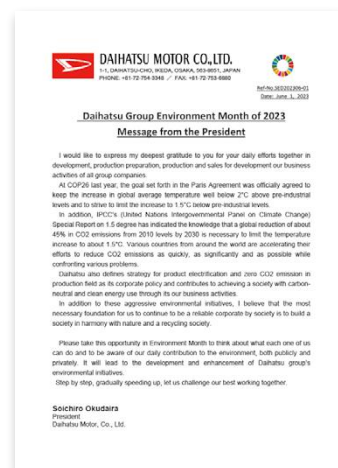 DAIHATSU
DAIHATSU MOTOR CO.,LTD.
1-1, DAIHATSU-CHO, IKEDA, OSAKA, 563-8651, JAPAN
PHONE: +81-72-754-3048 / FAX: +81-72-753-6880
Ref-No.SED202306-01
Date: June 1, 2023
Daihatsu Group Environment Month of 2023
Message from the President
I would like to express my deepest gratitude to you for your daily efforts together in
development, production preparation, production and sales for development our business
activities of all group companies.
At COP26 last year, the goal set forth in the Paris Agreement was officially agreed to
keep the increase in global average temperature well below 2°C above pre-industrial
levels and to strive to limit the increase to 1.5°C below pre-industrial levels.
In addition, IPCC's (United Nations Intergovernmental Panel on Climate Change)
Special Report on 1.5 degree has indicated the knowledge that a global reduction of about
45% in CO2 emissions from 2010 levels by 2030 is necessary to limit the temperature
increase to about 1.5°C. Various countries from around the world are accelerating their
efforts to reduce CO2 emissions as quickly, as significantly and as possible while
confronting various problems.
Daihatsu also defines strategy for product electrification and zero CO2 emission in
production field as its corporate policy and contributes to achieving a society with carbon-
neutral and clean energy use through its our business activities.
In addition to these aggressive environmental initiatives, I believe that the most
necessary foundation for us to continue to be a reliable corporate by society is to build a
society in harmony with nature and a recycling society.
Please take this opportunity in Environment Month to think about what each one of us
can do and to be aware of our daily contribution to the environment, both publicly and
privately. It will lead to the development and enhancement of Daihatsu group's
environmental initiatives.
Step by step, gradually speeding up, let us challenge our best working together.
Soichiro Okudaira
President
Daihatsu Motor, Co., Ltd.